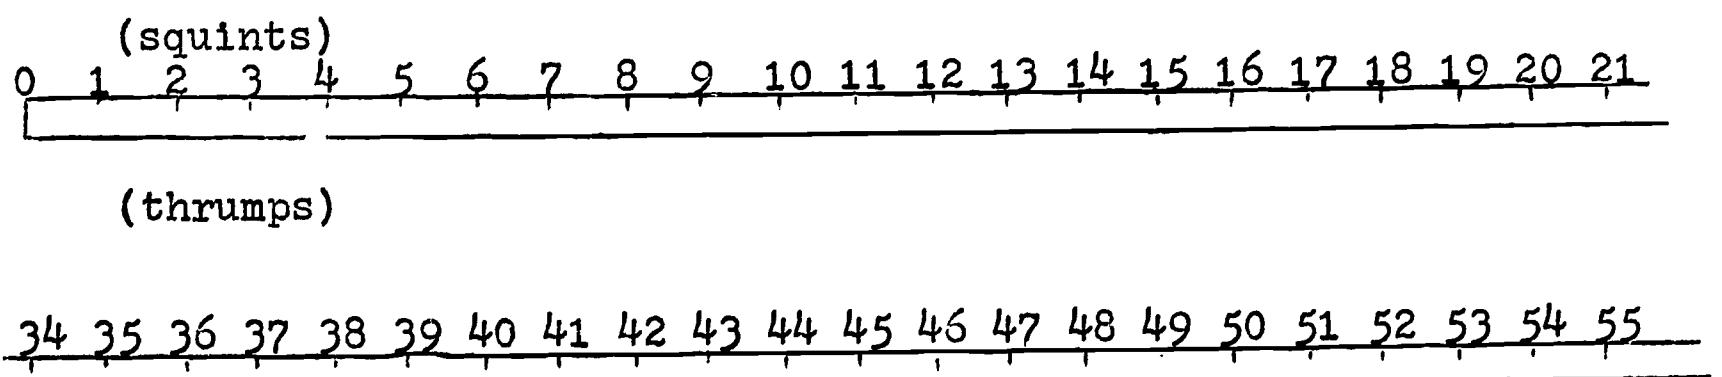 (squints)
0 1 2 3 4 5 6 7 8 9 10 11 12 13 14 15 16 17 18 19 20 21
(thrumps)
34 35 36 37 38 39 40 41 42 43 44 45 46 47 48 49 50 51 52 53 54 55